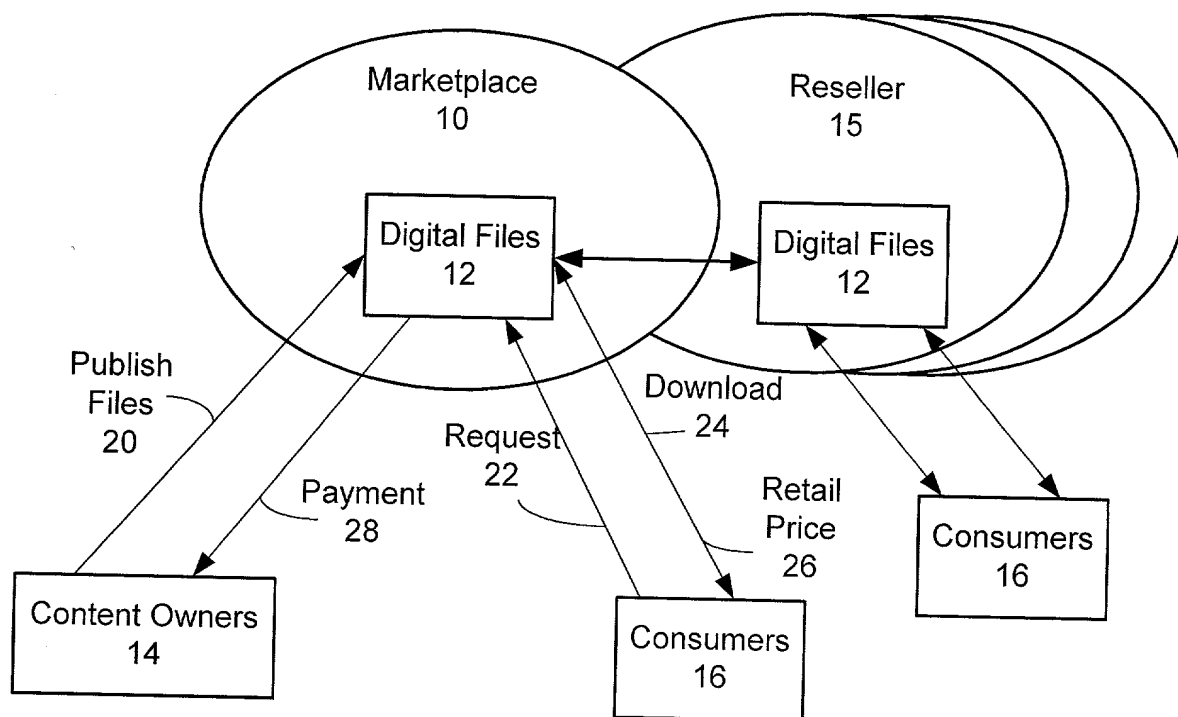 Marketplace
10
Reseller
15
Digital Files
12
Digital Files
12
Publish
Files
20
Download
24
Request
22
Payment
28
Retail
Price
26
Consumers
16
Content Owners
14
Consumers
16